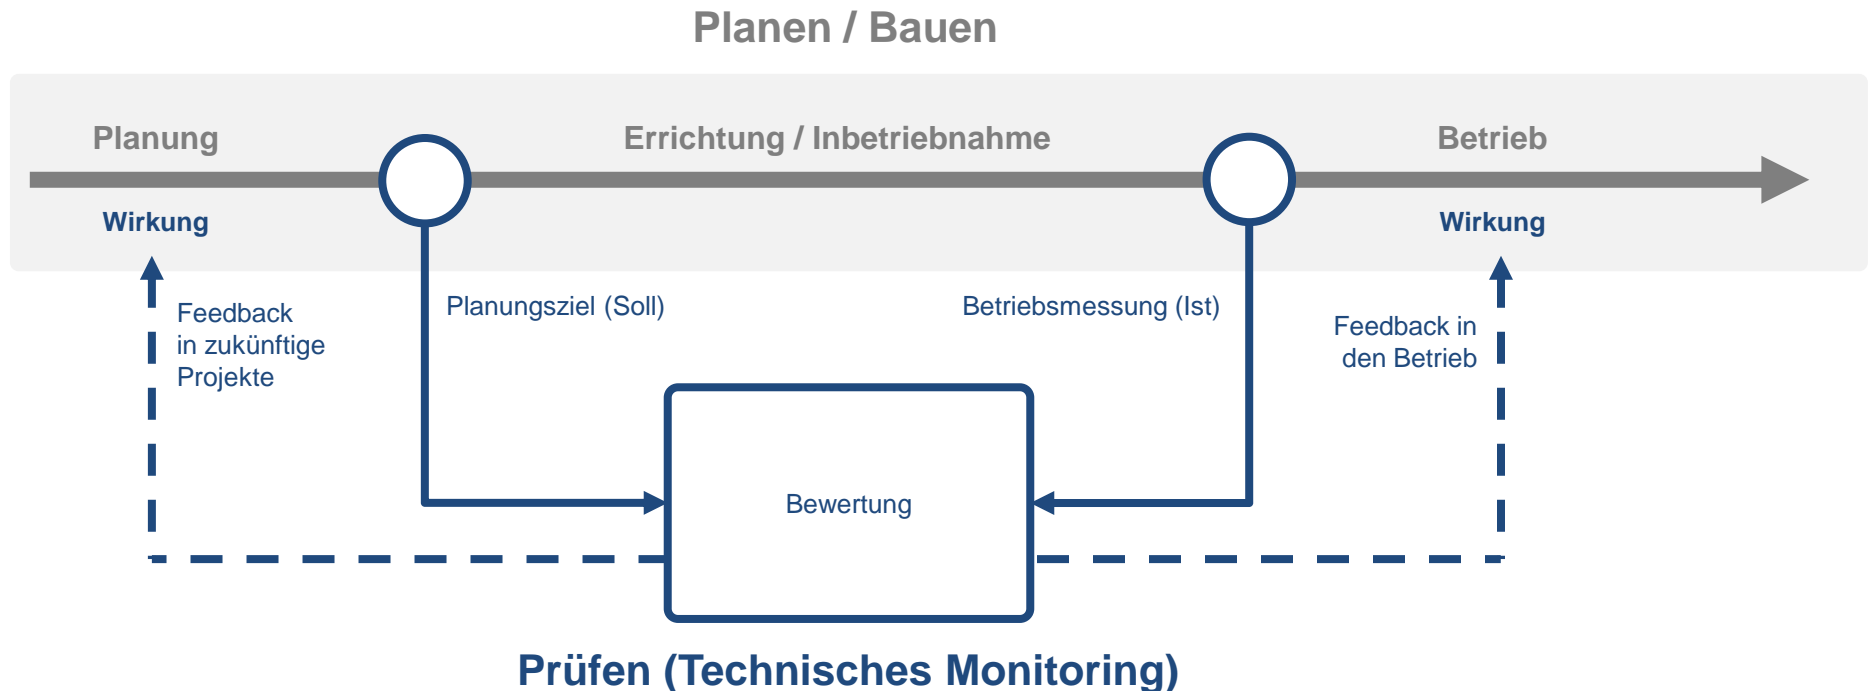 Planen / Bauen
Planung
Errichtung / Inbetriebnahme
Betrieb
Wirkung
Wirkung
Feedback
in zukünftige
Projekte
Planungsziel (Soll)
Betriebsmessung (Ist)
Feedback in
den Betrieb
Bewertung
Prüfen (Technisches Monitoring)